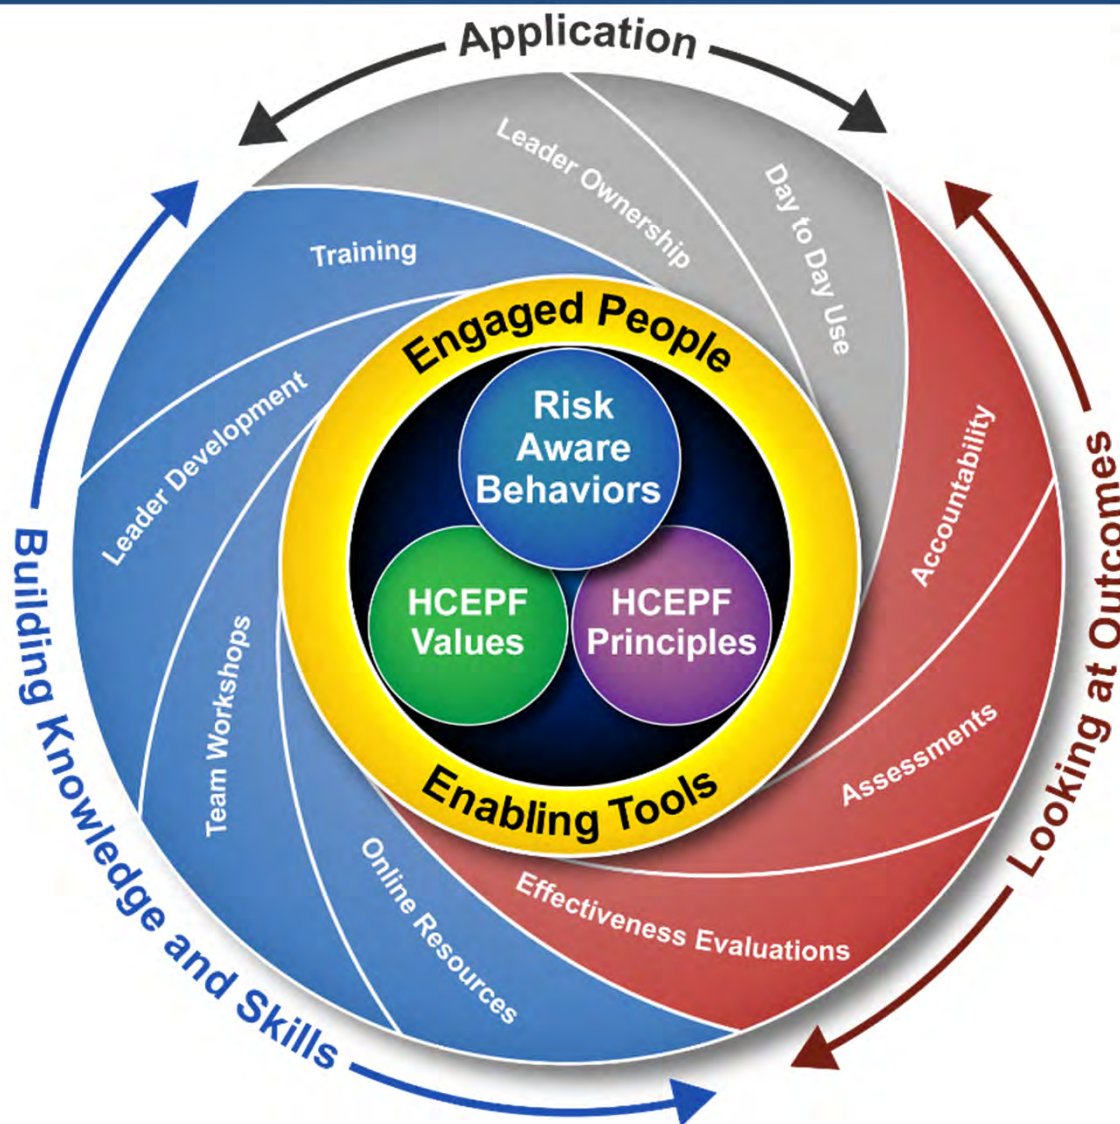 Application
Leader Ownership
Day to Day Use
Training
Leader Development
Team Workshops
Online Resources
Accountability
Assessments
Effectiveness Evaluations
Building Knowledge and Skills
Looking at Outcomes
Engaged People
Risk
Aware
Behaviors
HCEPF
Values
HCEPF
Principles
Enabling Tools